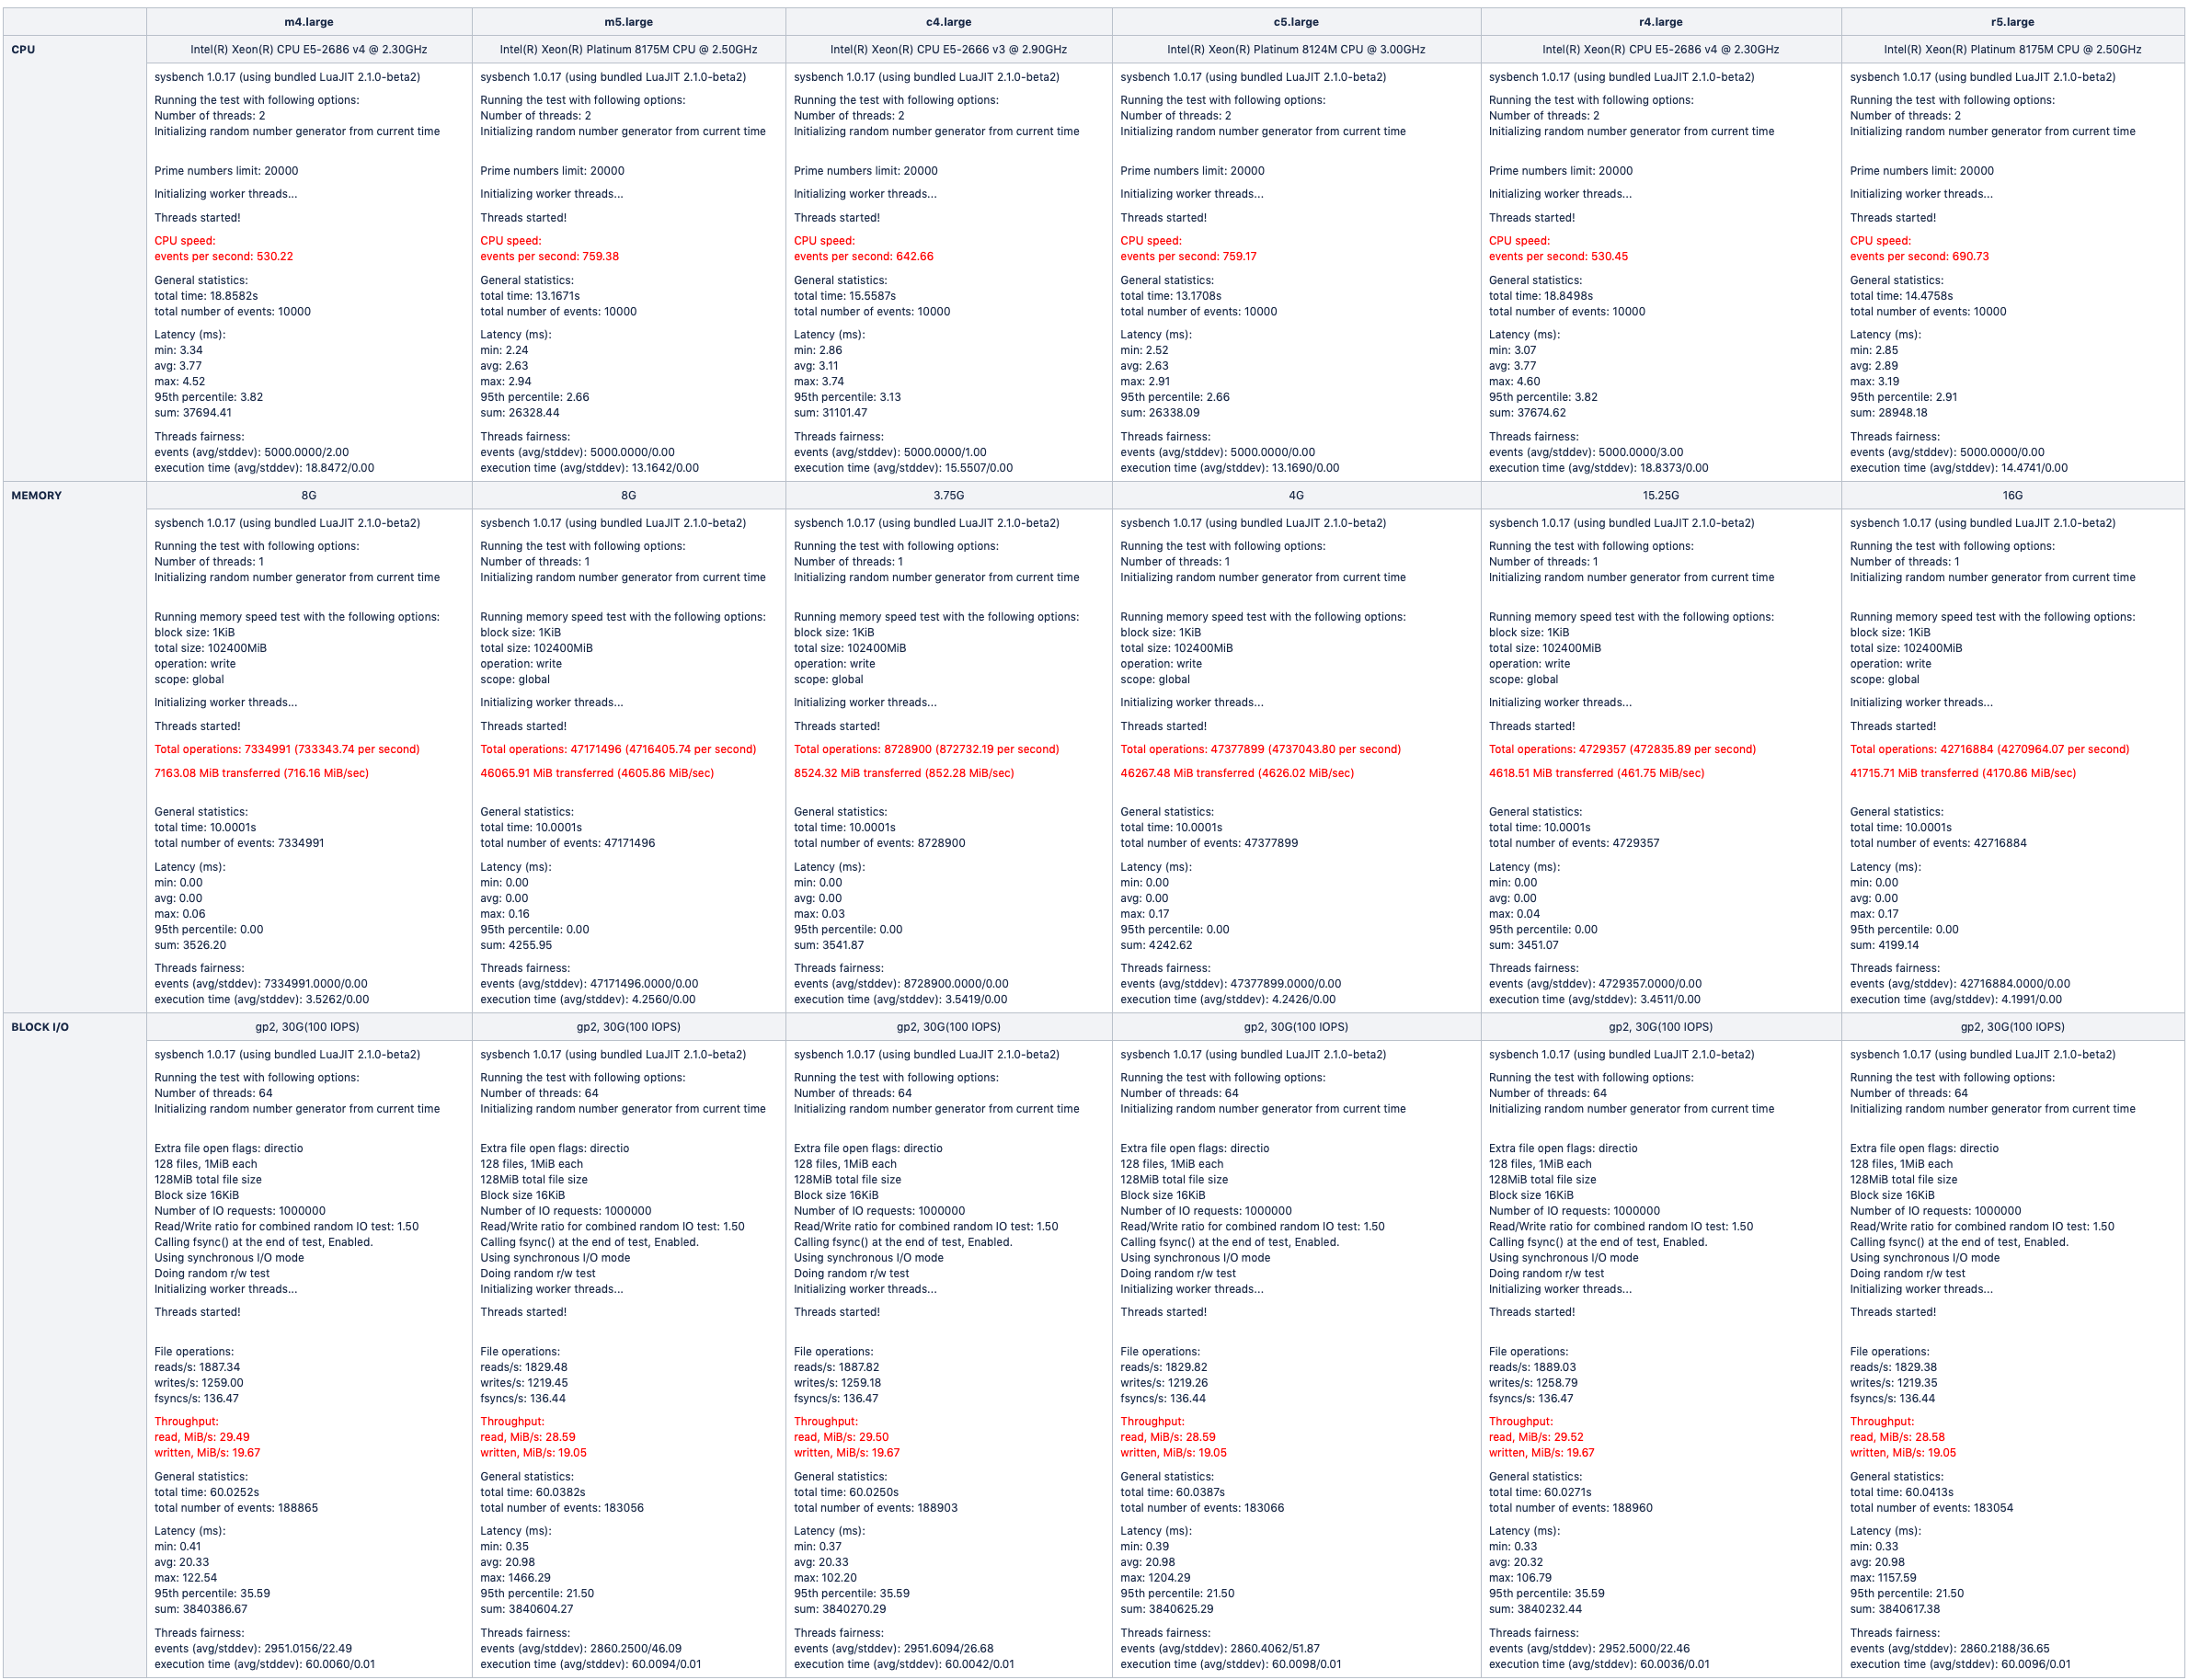 m4.large
m5.large
c4.large
c5.large
r4.large
r5.large
CPU
Intel(R) Xeon(R) CPU E5-2686 v4 @ 2.30GHz
Intel(R) Xeon(R) Platinum 8175M CPU @ 2.50GHz
Intel(R) Xeon(R) CPU E5-2666 v3 @ 2.90GHz
Intel(R) Xeon(R) Platinum 8124M CPU @ 3.00GHz
Intel(R) Xeon(R) CPU E5-2686 v4 @ 2.30GHz
Intel(R) Xeon(R) Platinum 8175M CPU @ 2.50GHz
sysbench 1.0.17 (using bundled LuaJIT 2.1.0-beta2)
Running the test with following options:
Number of threads: 2
Initializing random number generator from current time
Prime numbers limit: 20000
Initializing worker threads...
Threads started!
CPU speed:
events per second: 530.22
General statistics:
total time: 18.8582s
total number of events: 10000
Latency (ms):
min: 3.34
avg: 3.77
max: 4.52
95th percentile: 3.82
sum: 37694.41
Threads fairness:
events (avg/stddev): 5000.0000/2.00
execution time (avg/stddev): 18.8472/0.00
sysbench 1.0.17 (using bundled LuaJIT 2.1.0-beta2)
Running the test with following options:
Number of threads: 2
Initializing random number generator from current time
Prime numbers limit: 20000
Initializing worker threads...
Threads started!
CPU speed:
events per second: 759.38
General statistics:
total time: 13.1671s
total number of events: 10000
Latency (ms):
min: 2.24
avg: 2.63
max: 2.94
95th percentile: 2.66
sum: 26328.44
Threads fairness:
events (avg/stddev): 5000.0000/0.00
execution time (avg/stddev): 13.1642/0.00
sysbench 1.0.17 (using bundled LuaJIT 2.1.0-beta2)
Running the test with following options:
Number of threads: 2
Initializing random number generator from current time
Prime numbers limit: 20000
Initializing worker threads...
Threads started!
CPU speed:
events per second: 642.66
General statistics:
total time: 15.5587s
total number of events: 10000
Latency (ms):
min: 2.86
avg: 3.11
max: 3.74
95th percentile: 3.13
sum: 31101.47
Threads fairness:
events (avg/stddev): 5000.0000/1.00
execution time (avg/stddev): 15.5507/0.00
sysbench 1.0.17 (using bundled LuaJIT 2.1.0-beta2)
Running the test with following options:
Number of threads: 2
Initializing random number generator from current time
Prime numbers limit: 20000
Initializing worker threads...
Threads started!
CPU speed:
events per second: 759.17
General statistics:
total time: 13.1708s
total number of events: 10000
Latency (ms):
min: 2.52
avg: 2.63
max: 2.91
95th percentile: 2.66
sum: 26338.09
Threads fairness:
events (avg/stddev): 5000.0000/0.00
execution time (avg/stddev): 13.1690/0.00
sysbench 1.0.17 (using bundled LuaJIT 2.1.0-beta2)
Running the test with following options:
Number of threads: 2
Initializing random number generator from current time
Prime numbers limit: 20000
Initializing worker threads...
Threads started!
CPU speed:
events per second: 530.45
General statistics:
total time: 18.8498s
total number of events: 10000
Latency (ms):
min: 3.07
avg: 3.77
max: 4.60
95th percentile: 3.82
sum: 37674.62
Threads fairness:
events (avg/stddev): 5000.0000/3.00
execution time (avg/stddev): 18.8373/0.00
sysbench 1.0.17 (using bundled LuaJIT 2.1.0-beta2)
Running the test with following options:
Number of threads: 2
Initializing random number generator from current time
Prime numbers limit: 20000
Initializing worker threads...
Threads started!
CPU speed:
events per second: 690.73
General statistics:
total time: 14.4758s
total number of events: 10000
Latency (ms):
min: 2.85
avg: 2.89
max: 3.19
95th percentile: 2.91
sum: 28948.18
Threads fairness:
events (avg/stddev): 5000.0000/0.00
execution time (avg/stddev): 14.4741/0.00
MEMORY
8G
8G
3.75G
4G
15.25G
16G
sysbench 1.0.17 (using bundled LuaJIT 2.1.0-beta2)
Running the test with following options:
Number of threads: 1
Initializing random number generator from current time
Running memory speed test with the following options:
block size: 1KiB
total size: 102400MiB
operation: write
scope: global
Initializing worker threads...
Threads started!
Total operations: 7334991 (733343.74 per second)
7163.08 MiB transferred (716.16 MiB/sec)
General statistics:
total time: 10.0001s
total number of events: 7334991
Latency (ms):
min: 0.00
avg: 0.00
max: 0.06
95th percentile: 0.00
sum: 3526.20
Threads fairness:
events (avg/stddev): 7334991.0000/0.00
execution time (avg/stddev): 3.5262/0.00
sysbench 1.0.17 (using bundled LuaJIT 2.1.0-beta2)
Running the test with following options:
Number of threads: 1
Initializing random number generator from current time
Running memory speed test with the following options:
block size: 1KiB
total size: 102400MiB
operation: write
scope: global
Initializing worker threads...
Threads started!
Total operations: 47171496 (4716405.74 per second)
46065.91 MiB transferred (4605.86 MiB/sec)
General statistics:
total time: 10.0001s
total number of events: 47171496
Latency (ms):
min: 0.00
avg: 0.00
max: 0.16
95th percentile: 0.00
sum: 4255.95
Threads fairness:
events (avg/stddev): 47171496.0000/0.00
execution time (avg/stddev): 4.2560/0.00
sysbench 1.0.17 (using bundled LuaJIT 2.1.0-beta2)
Running the test with following options:
Number of threads: 1
Initializing random number generator from current time
Running memory speed test with the following options:
block size: 1KiB
total size: 102400MiB
operation: write
scope: global
Initializing worker threads...
Threads started!
Total operations: 8728900 (872732.19 per second)
8524.32 MiB transferred (852.28 MiB/sec)
General statistics:
total time: 10.0001s
total number of events: 8728900
Latency (ms):
min: 0.00
avg: 0.00
max: 0.03
95th percentile: 0.00
sum: 3541.87
Threads fairness:
events (avg/stddev): 8728900.0000/0.00
execution time (avg/stddev): 3.5419/0.00
sysbench 1.0.17 (using bundled LuaJIT 2.1.0-beta2)
Running the test with following options:
Number of threads: 1
Initializing random number generator from current time
Running memory speed test with the following options:
block size: 1KiB
total size: 102400MiB
operation: write
scope: global
Initializing worker threads...
Threads started!
Total operations: 47377899 (4737043.80 per second)
46267.48 MiB transferred (4626.02 MiB/sec)
General statistics:
total time: 10.0001s
total number of events: 47377899
Latency (ms):
min: 0.00
avg: 0.00
max: 0.17
95th percentile: 0.00
sum: 4242.62
Threads fairness:
events (avg/stddev): 47377899.0000/0.00
execution time (avg/stddev): 4.2426/0.00
sysbench 1.0.17 (using bundled LuaJIT 2.1.0-beta2)
Running the test with following options:
Number of threads: 1
Initializing random number generator from current time
Running memory speed test with the following options:
block size: 1KiB
total size: 102400MiB
operation: write
scope: global
Initializing worker threads...
Threads started!
Total operations: 4729357 (472835.89 per second)
4618.51 MiB transferred (461.75 MiB/sec)
General statistics:
total time: 10.0001s
total number of events: 4729357
Latency (ms):
min: 0.00
avg: 0.00
max: 0.04
95th percentile: 0.00
sum: 3451.07
Threads fairness:
events (avg/stddev): 4729357.0000/0.00
execution time (avg/stddev): 3.4511/0.00
sysbench 1.0.17 (using bundled LuaJIT 2.1.0-beta2)
Running the test with following options:
Number of threads: 1
Initializing random number generator from current time
Running memory speed test with the following options:
block size: 1KiB
total size: 102400MiB
operation: write
scope: global
Initializing worker threads...
Threads started!
Total operations: 42716884 (4270964.07 per second)
41715.71 MiB transferred (4170.86 MiB/sec)
General statistics:
total time: 10.0001s
total number of events: 42716884
Latency (ms):
min: 0.00
avg: 0.00
max: 0.17
95th percentile: 0.00
sum: 4199.14
Threads fairness:
events (avg/stddev): 42716884.0000/0.00
execution time (avg/stddev): 4.1991/0.00
BLOCK I/O
gp2, 30G(100 IOPS)
gp2, 30G(100 IOPS)
gp2, 30G(100 IOPS)
gp2, 30G(100 IOPS)
gp2, 30G(100 IOPS)
gp2, 30G(100 IOPS)
sysbench 1.0.17 (using bundled LuaJIT 2.1.0-beta2)
Running the test with following options:
Number of threads: 64
Initializing random number generator from current time
Extra file open flags: directio
128 files, 1MiB each
128MiB total file size
Block size 16KiB
Number of IO requests: 1000000
Read/Write ratio for combined random IO test: 1.50
Calling fsync() at the end of test, Enabled.
Using synchronous I/O mode
Doing random r/w test
Initializing worker threads...
Threads started!
File operations:
reads/s: 1887.34
writes/s: 1259.00
fsyncs/s: 136.47
Throughput:
read, MiB/s: 29.49
written, MiB/s: 19.67
General statistics:
total time: 60.0252s
total number of events: 188865
Latency (ms):
min: 0.41
avg: 20.33
max: 122.54
95th percentile: 35.59
sum: 3840386.67
Threads fairness:
events (avg/stddev): 2951.0156/22.49
execution time (avg/stddev): 60.0060/0.01
sysbench 1.0.17 (using bundled LuaJIT 2.1.0-beta2)
Running the test with following options:
Number of threads: 64
Initializing random number generator from current time
Extra file open flags: directio
128 files, 1MiB each
128MiB total file size
Block size 16KiB
Number of IO requests: 1000000
Read/Write ratio for combined random IO test: 1.50
Calling fsync() at the end of test, Enabled.
Using synchronous I/O mode
Doing random r/w test
Initializing worker threads...
Threads started!
File operations:
reads/s: 1829.48
writes/s: 1219.45
fsyncs/s: 136.44
Throughput:
read, MiB/s: 28.59
written, MiB/s: 19.05
General statistics:
total time: 60.0382s
total number of events: 183056
Latency (ms):
min: 0.35
avg: 20.98
max: 1466.29
95th percentile: 21.50
sum: 3840604.27
Threads fairness:
events (avg/stddev): 2860.2500/46.09
execution time (avg/stddev): 60.0094/0.01
sysbench 1.0.17 (using bundled LuaJIT 2.1.0-beta2)
Running the test with following options:
Number of threads: 64
Initializing random number generator from current time
Extra file open flags: directio
128 files, 1MiB each
128MiB total file size
Block size 16KiB
Number of IO requests: 1000000
Read/Write ratio for combined random IO test: 1.50
Calling fsync() at the end of test, Enabled.
Using synchronous I/O mode
Doing random r/w test
Initializing worker threads...
Threads started!
File operations:
reads/s: 1887.82
writes/s: 1259.18
fsyncs/s: 136.47
Throughput:
read, MiB/s: 29.50
written, MiB/s: 19.67
General statistics:
total time: 60.0250s
total number of events: 188903
Latency (ms):
min: 0.37
avg: 20.33
max: 102.20
95th percentile: 35.59
sum: 3840270.29
Threads fairness:
events (avg/stddev): 2951.6094/26.68
execution time (avg/stddev): 60.0042/0.01
sysbench 1.0.17 (using bundled LuaJIT 2.1.0-beta2)
Running the test with following options:
Number of threads: 64
Initializing random number generator from current time
Extra file open flags: directio
128 files, 1MiB each
128MiB total file size
Block size 16KiB
Number of IO requests: 1000000
Read/Write ratio for combined random IO test: 1.50
Calling fsync() at the end of test, Enabled.
Using synchronous I/O mode
Doing random r/w test
Initializing worker threads...
Threads started!
File operations:
reads/s: 1829.82
writes/s: 1219.26
fsyncs/s: 136.44
Throughput:
read, MiB/s: 28.59
written, MiB/s: 19.05
General statistics:
total time: 60.0387s
total number of events: 183066
Latency (ms):
min: 0.39
avg: 20.98
max: 1204.29
95th percentile: 21.50
sum: 3840625.29
Threads fairness:
events (avg/stddev): 2860.4062/51.87
execution time (avg/stddev): 60.0098/0.01
sysbench 1.0.17 (using bundled LuaJIT 2.1.0-beta2)
Running the test with following options:
Number of threads: 64
Initializing random number generator from current time
Extra file open flags: directio
128 files, 1MiB each
128MiB total file size
Block size 16KiB
Number of IO requests: 1000000
Read/Write ratio for combined random IO test: 1.50
Calling fsync() at the end of test, Enabled.
Using synchronous I/O mode
Doing random r/w test
Initializing worker threads...
Threads started!
File operations:
reads/s: 1889.03
writes/s: 1258.79
fsyncs/s: 136.47
Throughput:
read, MiB/s: 29.52
written, MiB/s: 19.67
General statistics:
total time: 60.0271s
total number of events: 188960
Latency (ms):
min: 0.33
avg: 20.32
max: 106.79
95th percentile: 35.59
sum: 3840232.44
Threads fairness:
events (avg/stddev): 2952.5000/22.46
execution time (avg/stddev): 60.0036/0.01
sysbench 1.0.17 (using bundled LuaJIT 2.1.0-beta2)
Running the test with following options:
Number of threads: 64
Initializing random number generator from current time
Extra file open flags: directio
128 files, 1MiB each
128MiB total file size
Block size 16KiB
Number of IO requests: 1000000
Read/Write ratio for combined random IO test: 1.50
Calling fsync() at the end of test, Enabled.
Using synchronous I/O mode
Doing random r/w test
Initializing worker threads...
Threads started!
File operations:
reads/s: 1829.38
writes/s: 1219.35
fsyncs/s: 136.44
Throughput:
read, MiB/s: 28.58
written, MiB/s: 19.05
General statistics:
total time: 60.0413s
total number of events: 183054
Latency (ms):
min: 0.33
avg: 20.98
max: 1157.59
95th percentile: 21.50
sum: 3840617.38
Threads fairness:
events (avg/stddev): 2860.2188/36.65
execution time (avg/stddev): 60.0096/0.01